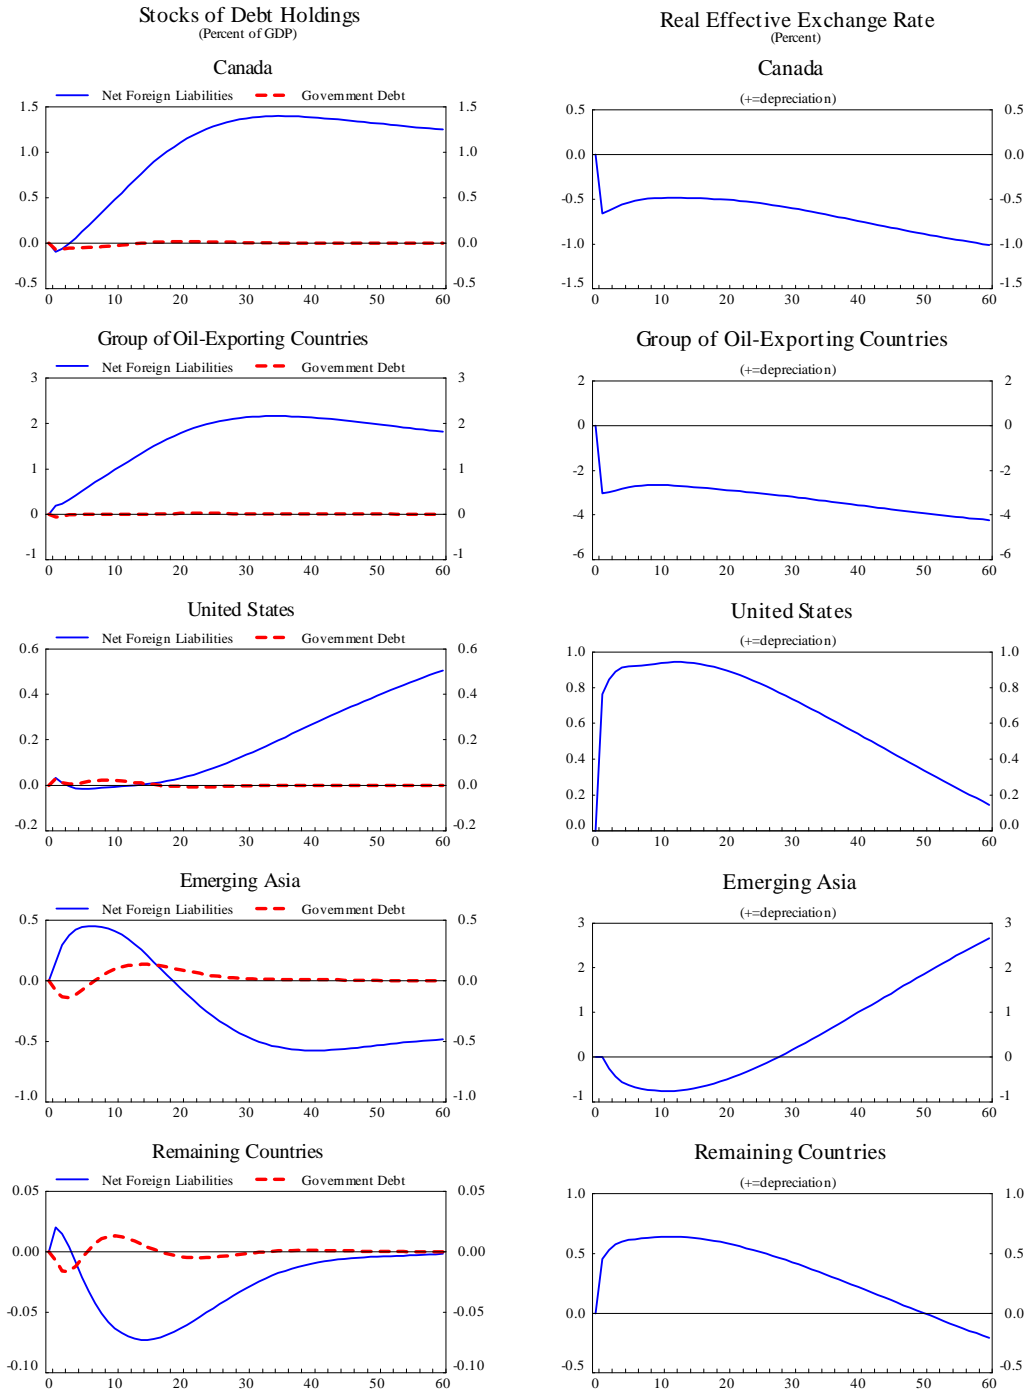 Stocks of Debt Holdings
(Percent of GDP)
Canada
Net Foreign Liabilities Government Debt
1.5 1.5
1.0 1.0
0.5 0.5
0.0 0.0
-0.5 -0.5
0 10 20 30 40 50 60
Group of Oil-Exporting Countries
Net Foreign Liabilities Government Debt
3 3
2 2
1 1
0 0
-1 -1
0 10 20 30 40 50 60
United States
Net Foreign Liabilities Government Debt
0.6 0.6
0.4 0.4
0.2 0.2
0.0 0.0
-0.2 -0.2
0 10 20 30 40 50 60
Emerging Asia
Net Foreign Liabilities Government Debt
0.5 0.5
0.0 0.0
-0.5 -0.5
-1.0 -1.0
0 10 20 30 40 50 60
Remaining Countries
Net Foreign Liabilities Government Debt
0.05 0.05
0.00 0.00
-0.05 -0.05
-0.10 -0.10
0 10 20 30 40 50 60
Real Effective Exchange Rate
(Percent)
Canada
(+=depreciation)
0.5 0.5
0.0 0.0
-0.5 -0.5
-1.0 -1.0
-1.5 -1.5
0 10 20 30 40 50 60
Group of Oil-Exporting Countries
(+=depreciation)
2 2
0 0
-2 -2
-4 -4
-6 -6
0 10 20 30 40 50 60
United States
(+=depreciation)
1.0 1.0
0.8 0.8
0.6 0.6
0.4 0.4
0.2 0.2
0.0 0.0
0 10 20 30 40 50 60
Emerging Asia
(+=depreciation)
3 3
2 2
1 1
0 0
-1 -1
0 10 20 30 40 50 60
Remaining Countries
(+=depreciation)
1.0 1.0
0.5 0.5
0.0 0.0
-0.5 -0.5
0 10 20 30 40 50 60